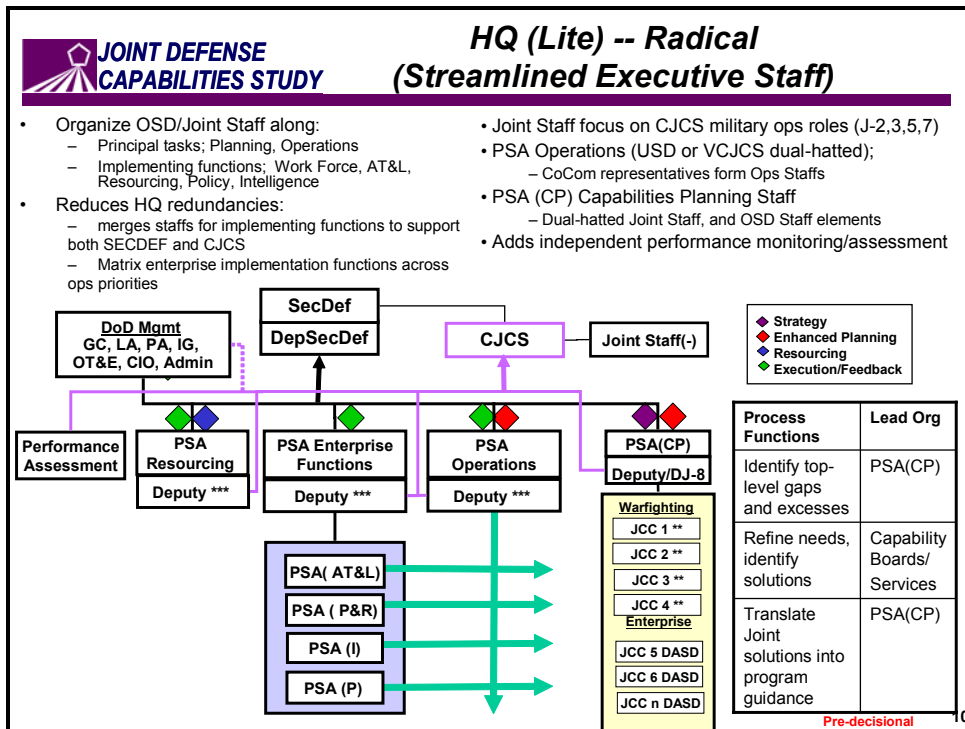 JOINT DEFENSE
CAPABILITIES STUDY
HQ (Lite) -- Radical
(Streamlined Executive Staff)
• Organize OSD/Joint Staff along:
– Principal tasks; Planning, Operations
– Implementing functions; Work Force, AT&L,
Resourcing, Policy, Intelligence
• Reduces HQ redundancies:
– merges staffs for implementing functions to support
both SECDEF and CJCS
– Matrix enterprise implementation functions across
ops priorities
• Joint Staff focus on CJCS military ops roles (J-2,3,5,7)
• PSA Operations (USD or VCJCS dual-hatted);
– CoCom representatives form Ops Staffs
• PSA (CP) Capabilities Planning Staff
– Dual-hatted Joint Staff, and OSD Staff elements
• Adds independent performance monitoring/assessment
DoD Mgmt
GC, LA, PA, IG,
OT&E, CIO, Admin
SecDef
DepSecDef
CJCS
Joint Staff(-)
Strategy
Enhanced Planning
Resourcing
Execution/Feedback
Performance
Assessment
PSA
Resourcing
Deputy ***
PSA Enterprise
Functions
Deputy ***
PSA
Operations
Deputy ***
PSA(CP)
Deputy/DJ-8
PSA( AT&L)
PSA ( P&R)
PSA (I)
PSA (P)
Warfighting
JCC 1 **
JCC 2 **
JCC 3 **
JCC 4 **
Enterprise
JCC 5 DASD
JCC 6 DASD
JCC n DASD
Process
Functions
Lead Org
Identify top-
level gaps
and excesses
PSA(CP)
Refine needs,
identify
solutions
Capability
Boards/
Services
Translate
Joint
solutions into
program
guidance
PSA(CP)
Pre-decisional